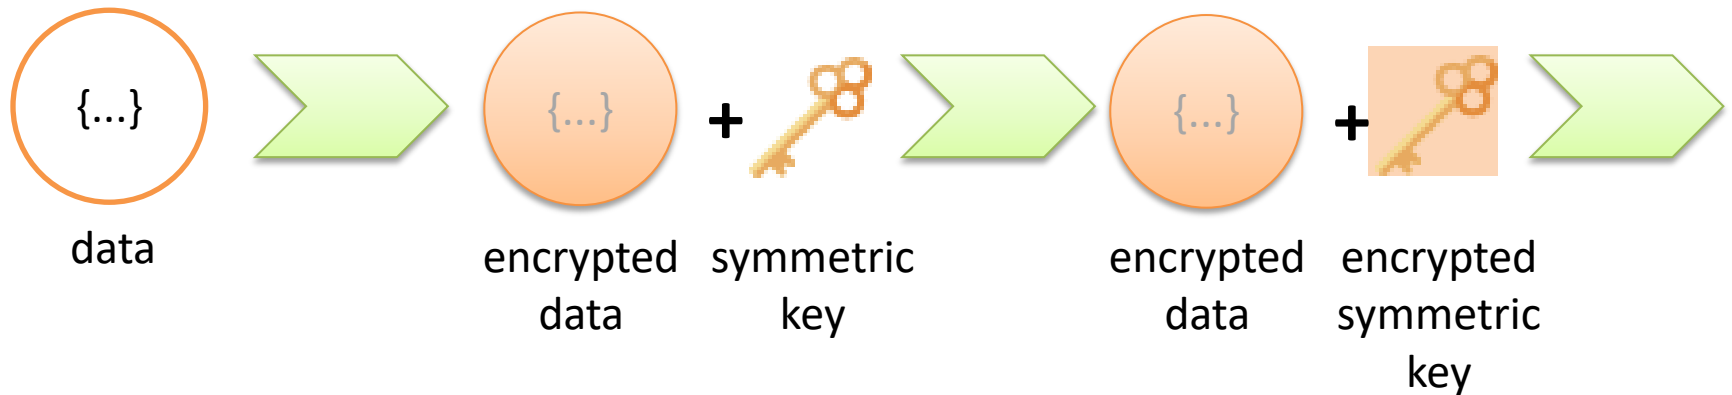 {...}
data
{...}
+
encrypted
data
symmetric
key
{...}
+
encrypted
data
encrypted
symmetric
key